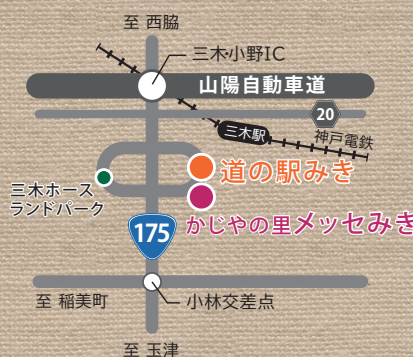 至 西脇
三木小野IC
山陽自動車道
20
三木駅
神戸電鉄
道の駅みき
三木ホース
ランドパーク
かじやの里メッセみき
175
至 稲美町
小林交差点
至 玉津